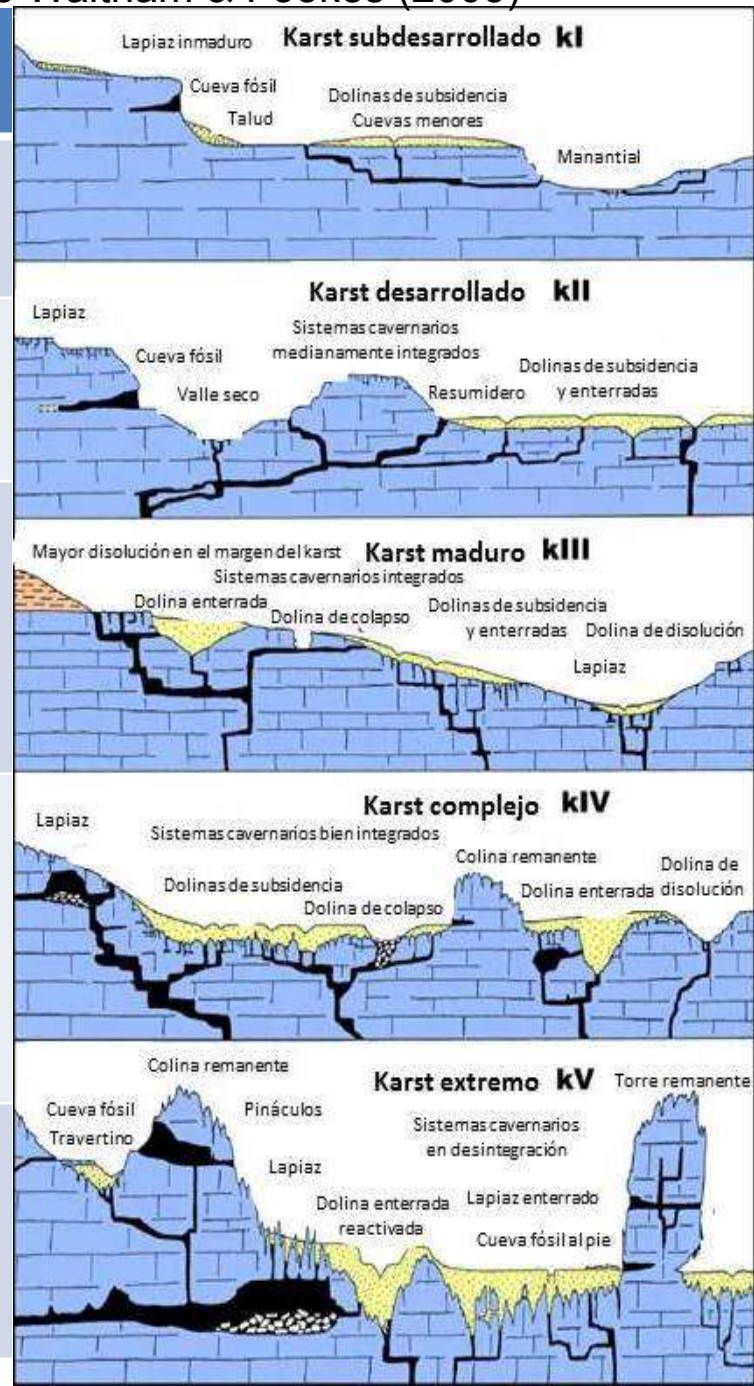 Waltham & Fookes (2003)
Lapiaz inmaduro
Karst subdesarrollado kI
Cueva fósil
Talud
Dolinas de subsidencia
Cuevas menores
Manantial
Karst desarrollado kII
Lapiaz
Sistemas cavernarios
medianamente integrados
Cueva fósil
Valle seco
Resumidero
Dolinas de subsidencia
y enterradas
Mayor disolución en el margen del karst
Karst maduro kIII
Sistemas cavernarios integrados
Dolina enterrada
Dolina de colapso
Dolinas de subsidencia
y enterradas
Dolina de disolución
Lapiaz
Karst complejo kIV
Lapiaz
Sistemas cavernarios bien integrados
Colina remanente
Dolina de
disolución
Dolinas de subsidencia
Dolina de colapso
Dolina enterrada
Colina remanente
Karst extremo kV
Torre remanente
Cueva fósil
Travertino
Pináculos
Sistemas cavernarios
en desintegración
Lapiaz
Dolina enterrada
reactivada
Lapiaz enterrado
Cueva fósil al pie